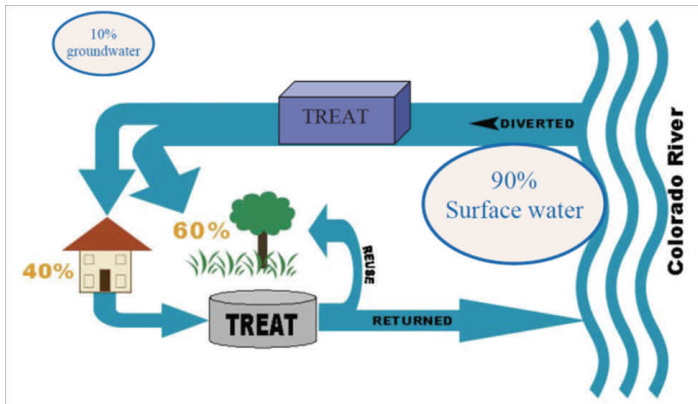 10%
groundwater
TREAT
DIVERTED
90%
Surface water
Colorado River
60%
40%
REUSE
TREAT
RETURNED